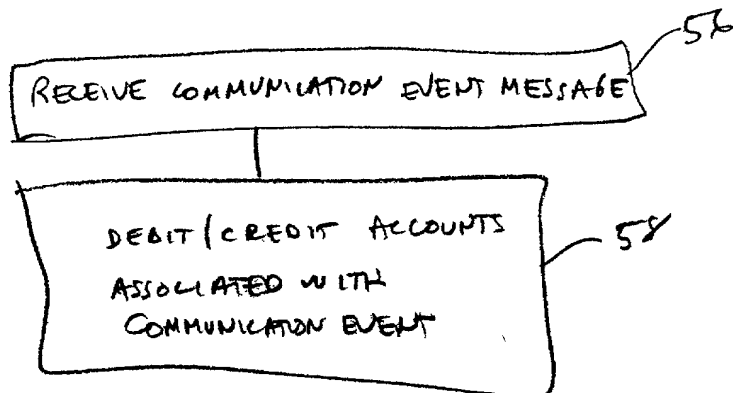 56
RECEIVE COMMUNICATION EVENT MESSAGE
DEBIT/CREDIT ACCOUNTS
58
ASSOCIATED WITH
COMMUNICATION EVENT